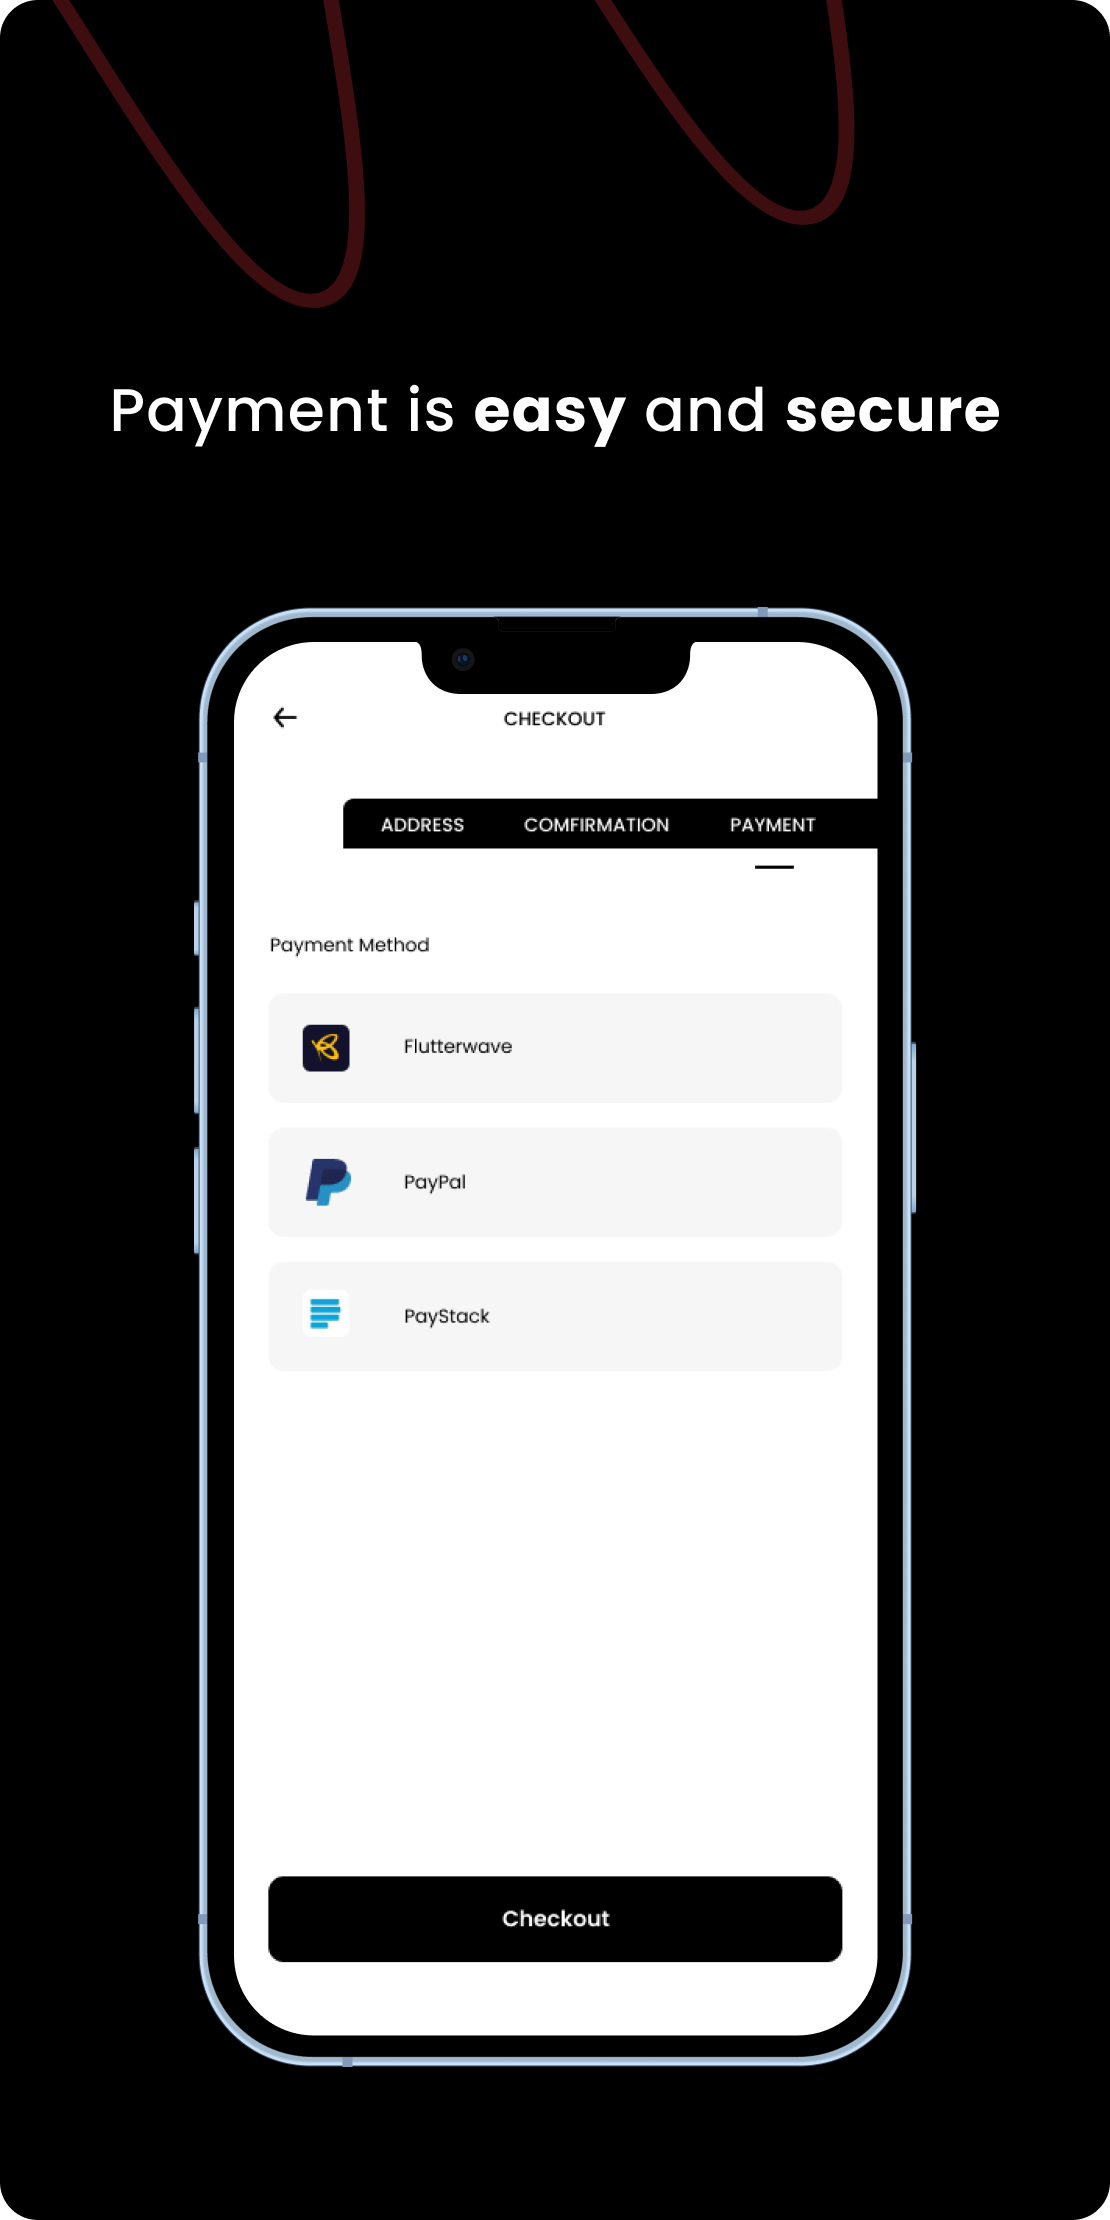 Payment is easy and secure
CHECKOUT
ADDRESS COMFIRMATION PAYMENT
Payment Method
Flutterwave
PayPal
PayStack
Checkout